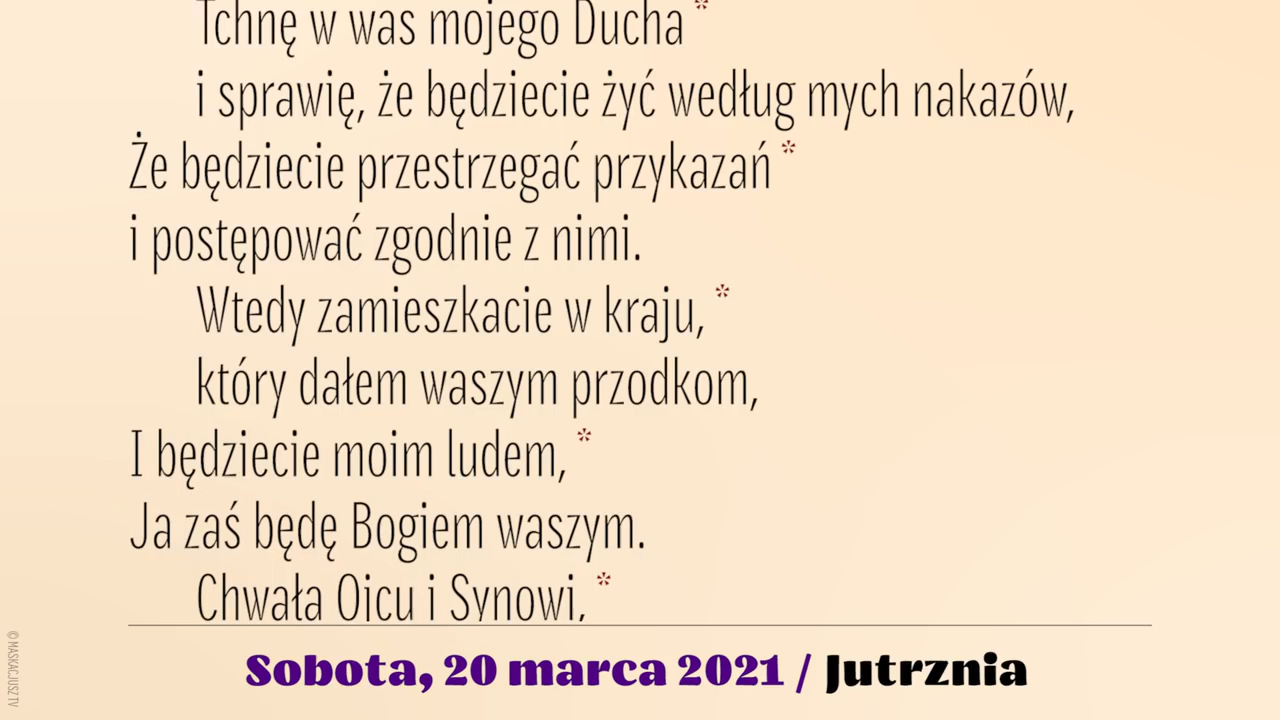 Tchnę w was mojego Ducha *
i sprawię, że będziecie żyć według mych nakazów,
Że będziecie przestrzegać przykazań *
i postępować zgodnie z nimi.
Wtedy zamieszkacie w kraju, *
który dałem waszym przodkom,
I będziecie moim ludem, *
Ja zaś będę Bogiem waszym.
Chwała Ojcu i Synowi, *
Sobota, 20 marca 2021 / Jutrznia
© MASKACJUSZ TV